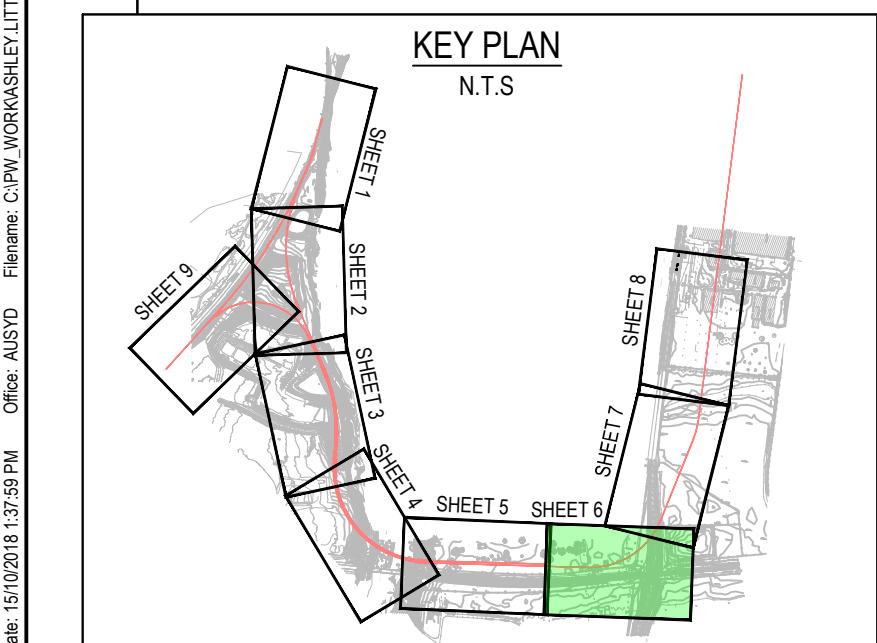 KEY PLAN
N.T.S
SHEET 1
SHEET 2
SHEET 3
SHEET 4
SHEET 5
SHEET 6
SHEET 7
SHEET 8
SHEET 9
ate: 15/10/2018 1:37:59 PM Office: AUSYD Filename: C:\PW_WORK\ASHLEY.LITT